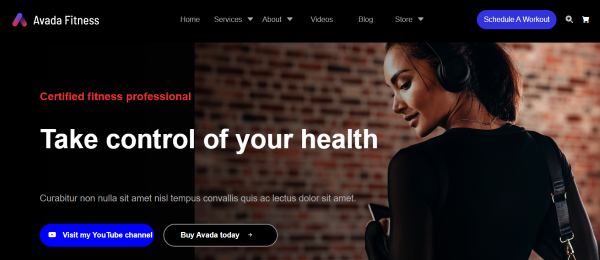 Avada Fitness
Home Services About Videos Blog Store Schedule A Workout
Certified fitness professional
Take control of your health
Curabitur non nulla sit amet nisl tempus convallis quis ac lectus dolor sit amet.
Visit my YouTube channel Buy Avada today